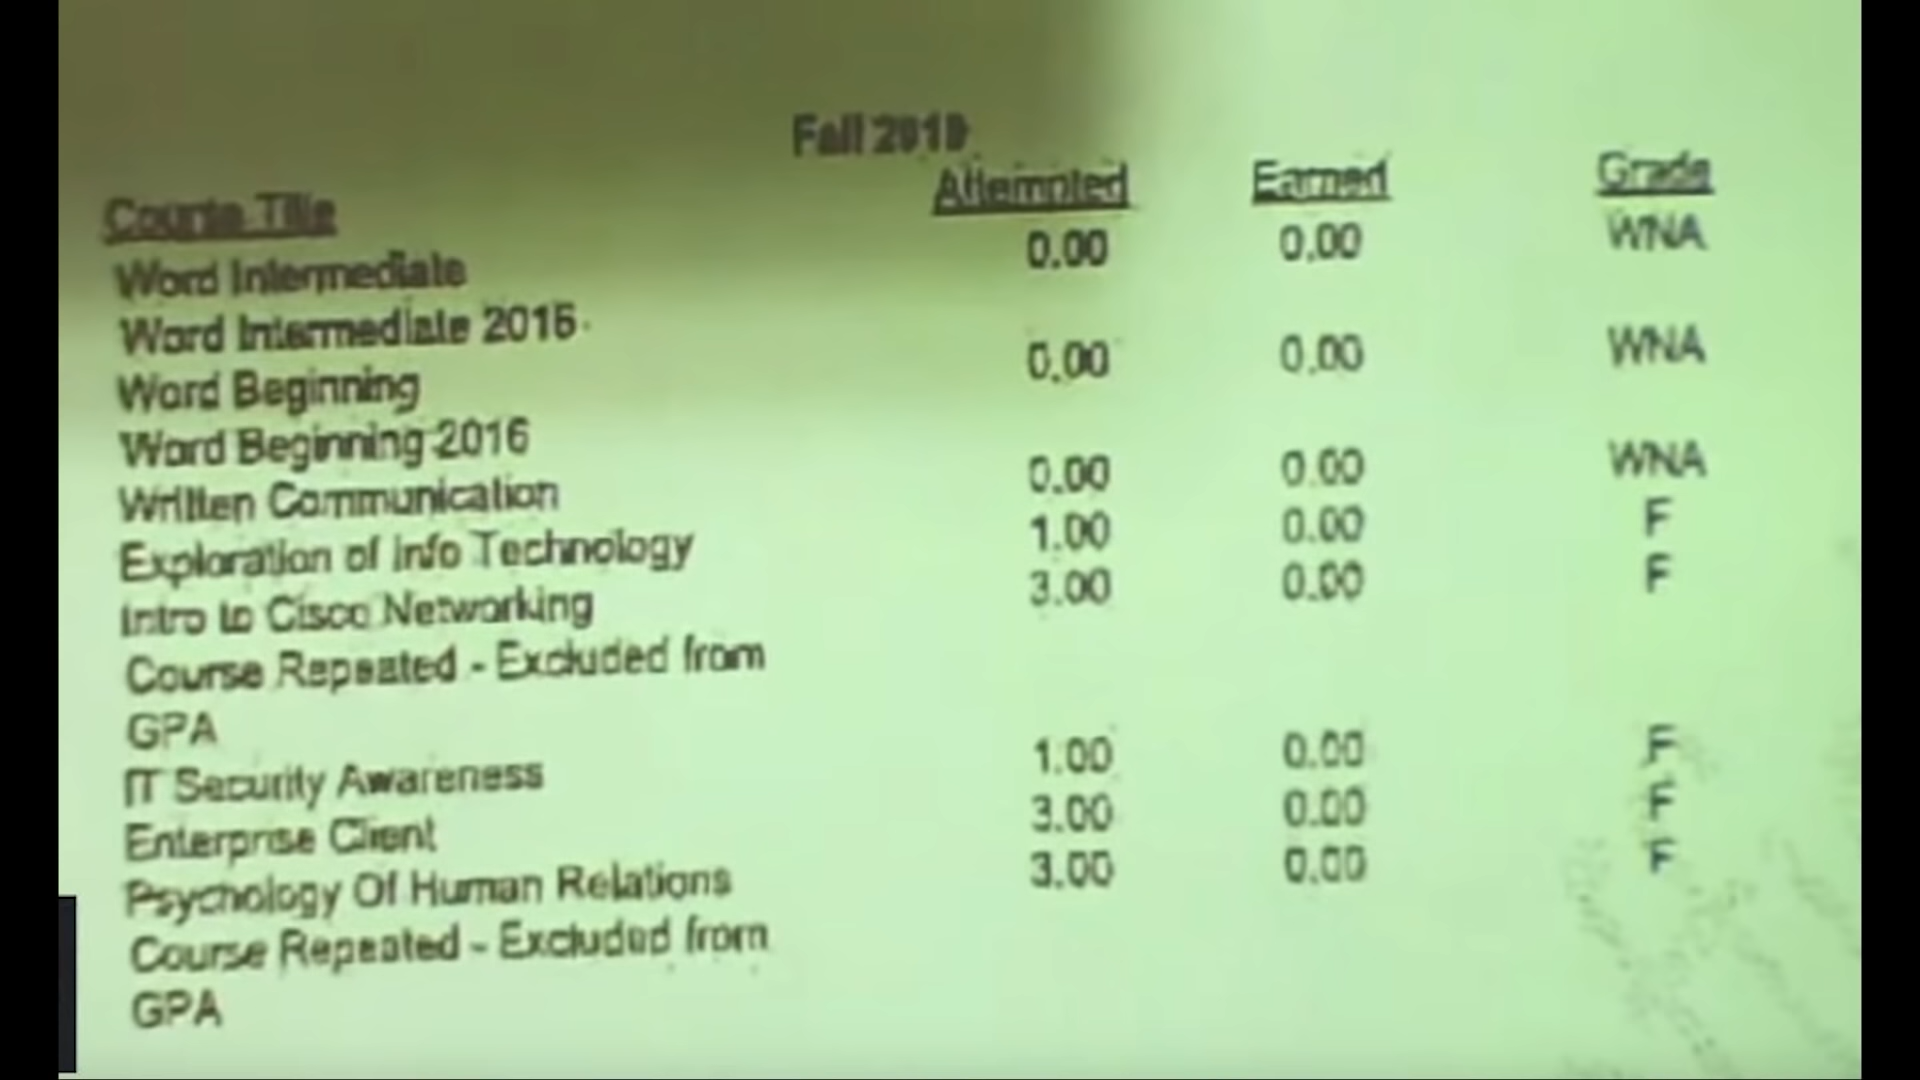 Fall 2019
Course Title Attempted Earned Grade
Word Intermediate 0.00 0.00 WNA
Word Intermediate 2016
Word Beginning 0.00 0.00 WNA
Word Beginning 2016
Written Communication 0.00 0.00 WNA
Exploration of Info Technology 1.00 0.00 F
Intro to Cisco Networking 3.00 0.00 F
Course Repeated - Excluded from
GPA
IT Security Awareness 1.00 0.00 F
Enterprise Client 3.00 0.00 F
Psychology Of Human Relations 3.00 0.00 F
Course Repeated - Excluded from
GPA